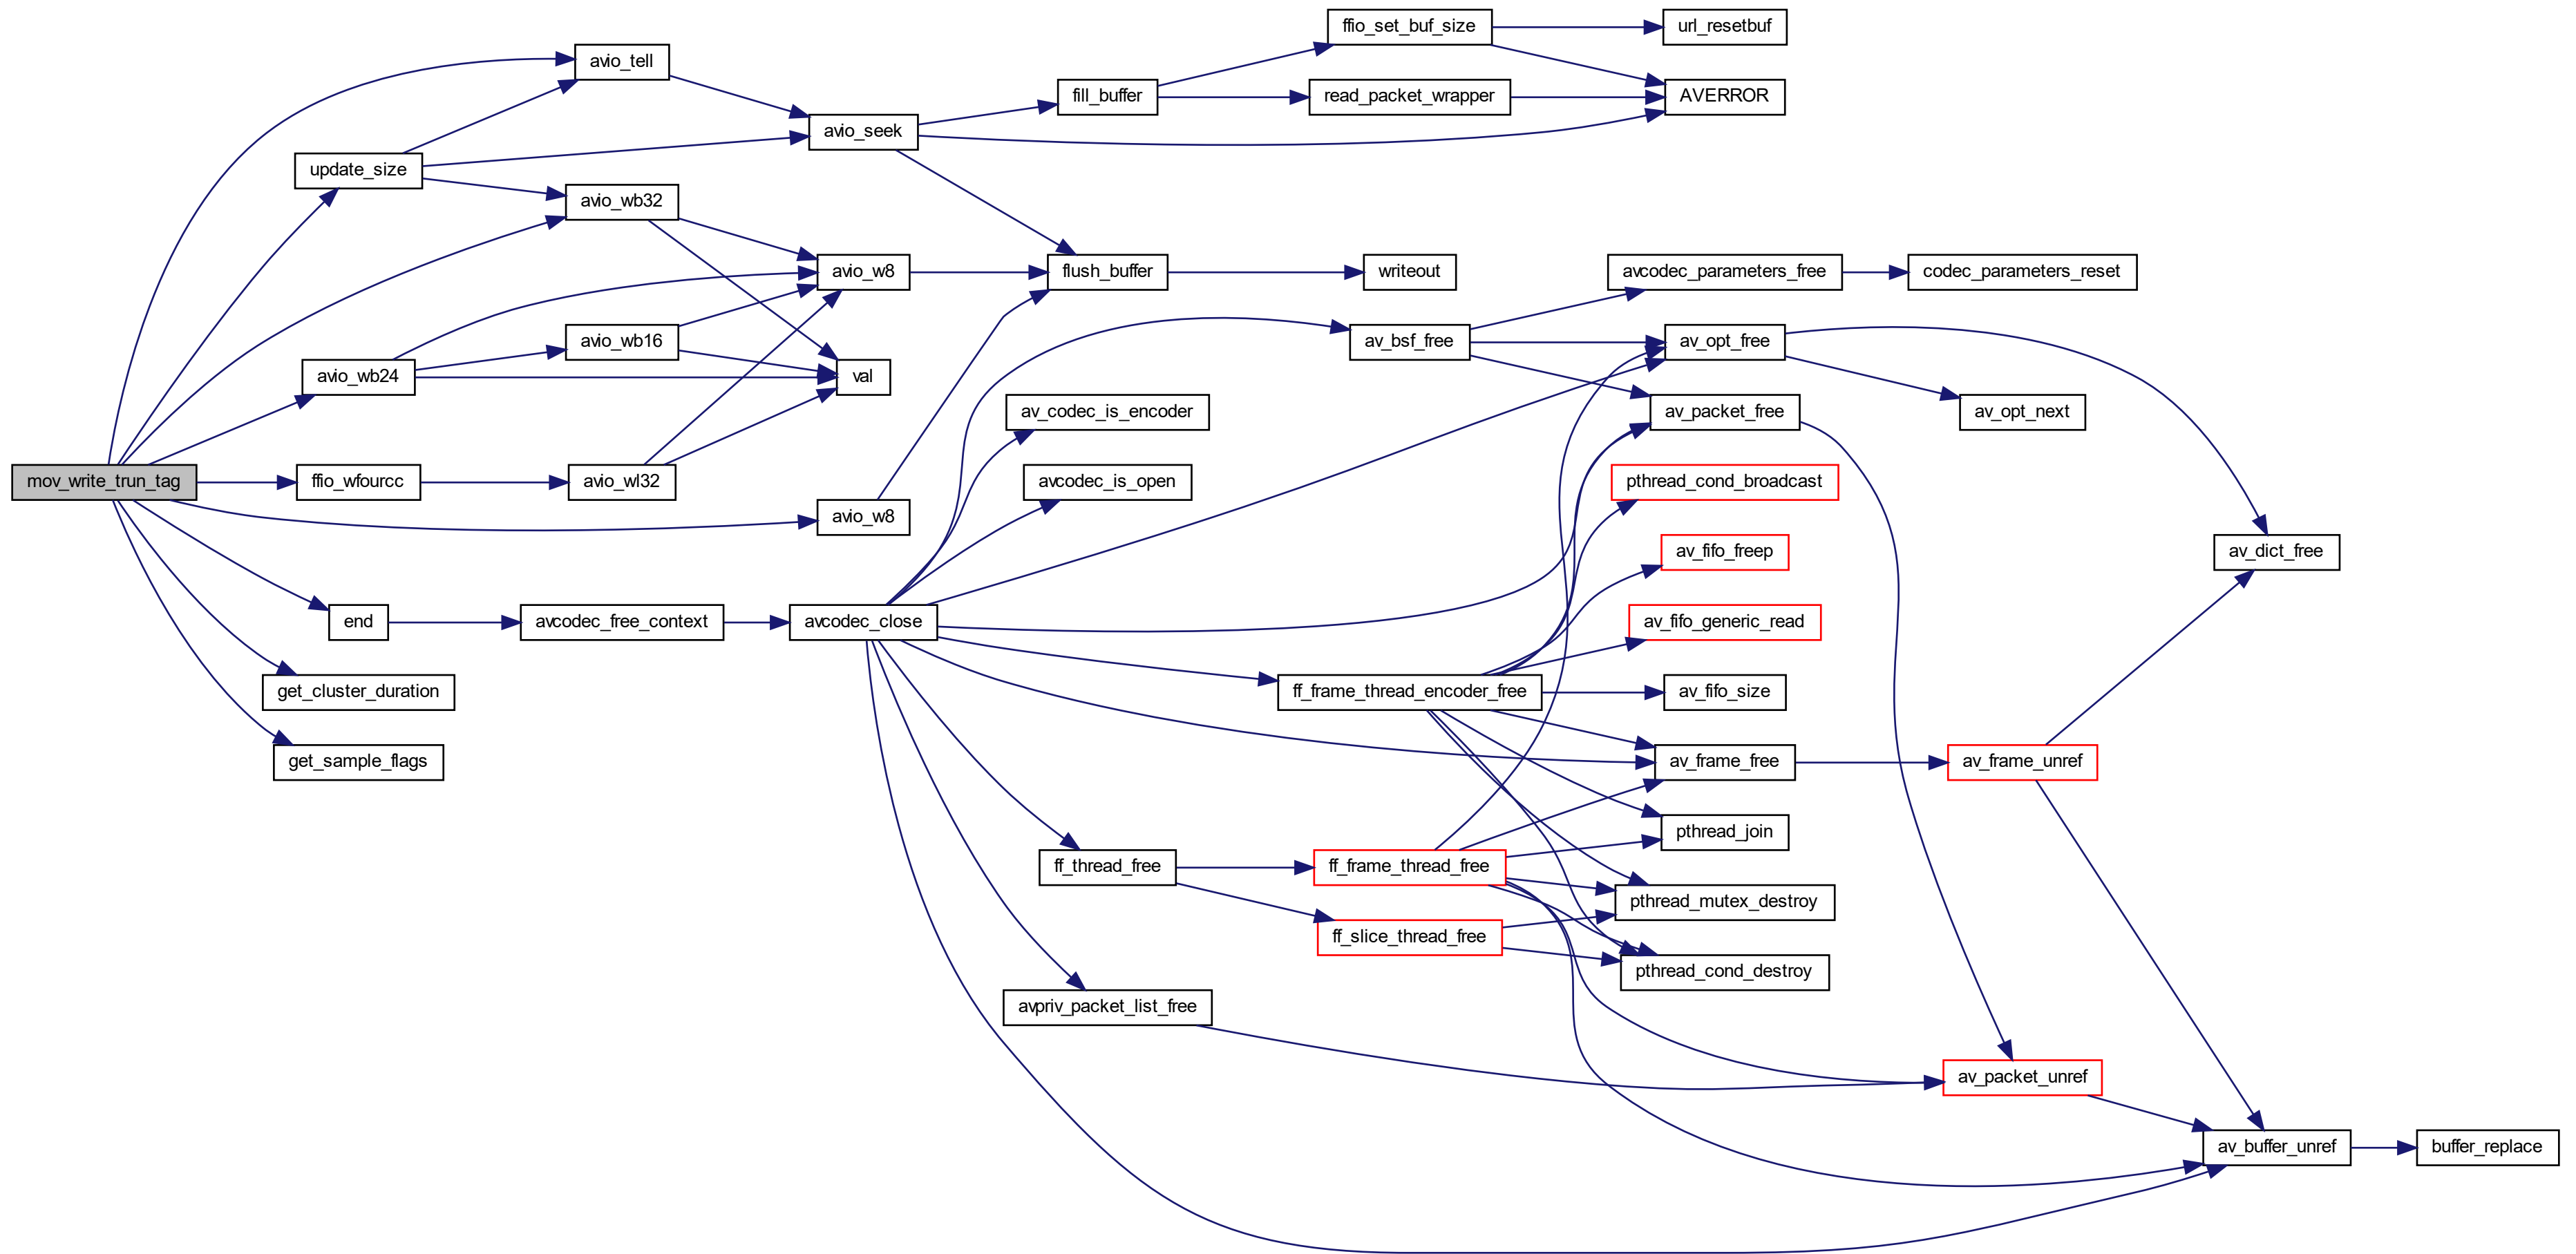 mov_write_trun_tag
avio_tell
update_size
avio_wb32
avio_wb24
avio_wb16
ffio_wfourcc
avio_wl32
avio_w8
end
get_cluster_duration
get_sample_flags
avio_seek
avio_w8
val
fill_buffer
flush_buffer
ffio_set_buf_size
read_packet_wrapper
url_resetbuf
AVERROR
writeout
avcodec_free_context
avcodec_close
av_codec_is_encoder
avcodec_is_open
av_bsf_free
avcodec_parameters_free
codec_parameters_reset
av_opt_free
av_opt_next
av_packet_free
pthread_cond_broadcast
av_fifo_freep
av_fifo_generic_read
ff_frame_thread_encoder_free
av_fifo_size
av_frame_free
av_frame_unref
av_dict_free
pthread_join
ff_thread_free
ff_frame_thread_free
ff_slice_thread_free
pthread_mutex_destroy
pthread_cond_destroy
avpriv_packet_list_free
av_packet_unref
av_buffer_unref
buffer_replace